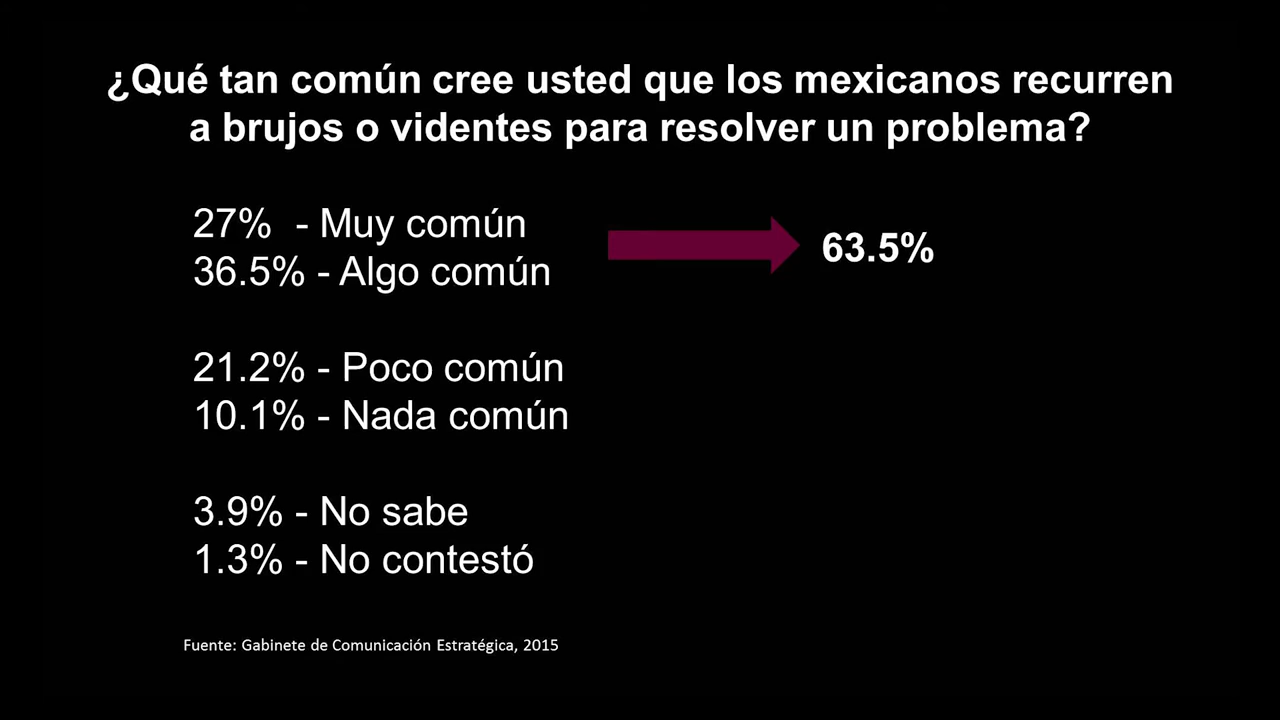 ¿Qué tan común cree usted que los mexicanos recurren
a brujos o videntes para resolver un problema?
27% - Muy común
36.5% - Algo común
63.5%
21.2% - Poco común
10.1% - Nada común
3.9% - No sabe
1.3% - No contestó
Fuente: Gabinete de Comunicación Estratégica, 2015